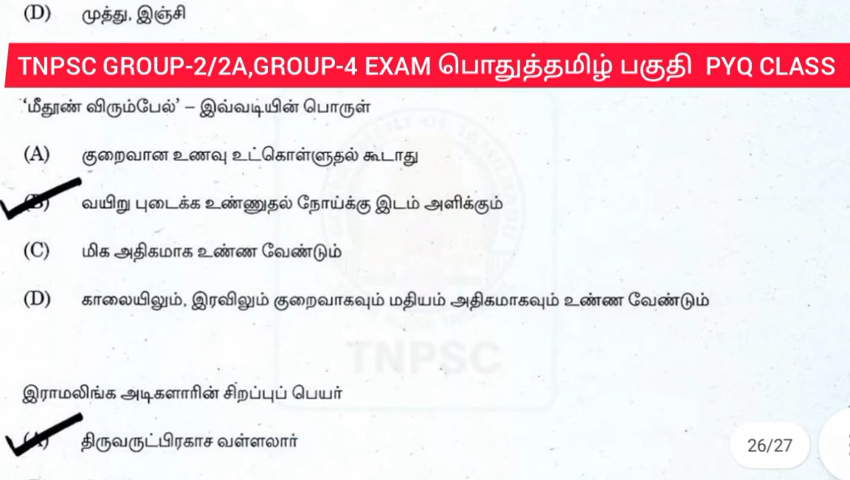 (D) முத்து, இஞ்சி
TNPSC GROUP-2/2A,GROUP-4 EXAM பொதுத்தமிழ் பகுதி PYQ CLASS
‘மீதூண் விரும்பேல்’ – இவ்வடியின் பொருள்
(A) குறைவான உணவு உட்கொள்ளுதல் கூடாது
(B) வயிறு புடைக்க உண்ணுதல் நோய்க்கு இடம் அளிக்கும்
(C) மிக அதிகமாக உண்ண வேண்டும்
(D) காலையிலும், இரவிலும் குறைவாகவும் மதியம் அதிகமாகவும் உண்ண வேண்டும்
TNPSC
இராமலிங்க அடிகளாரின் சிறப்புப் பெயர்
(A) திருவருட்பிரகாச வள்ளலார்
26/27